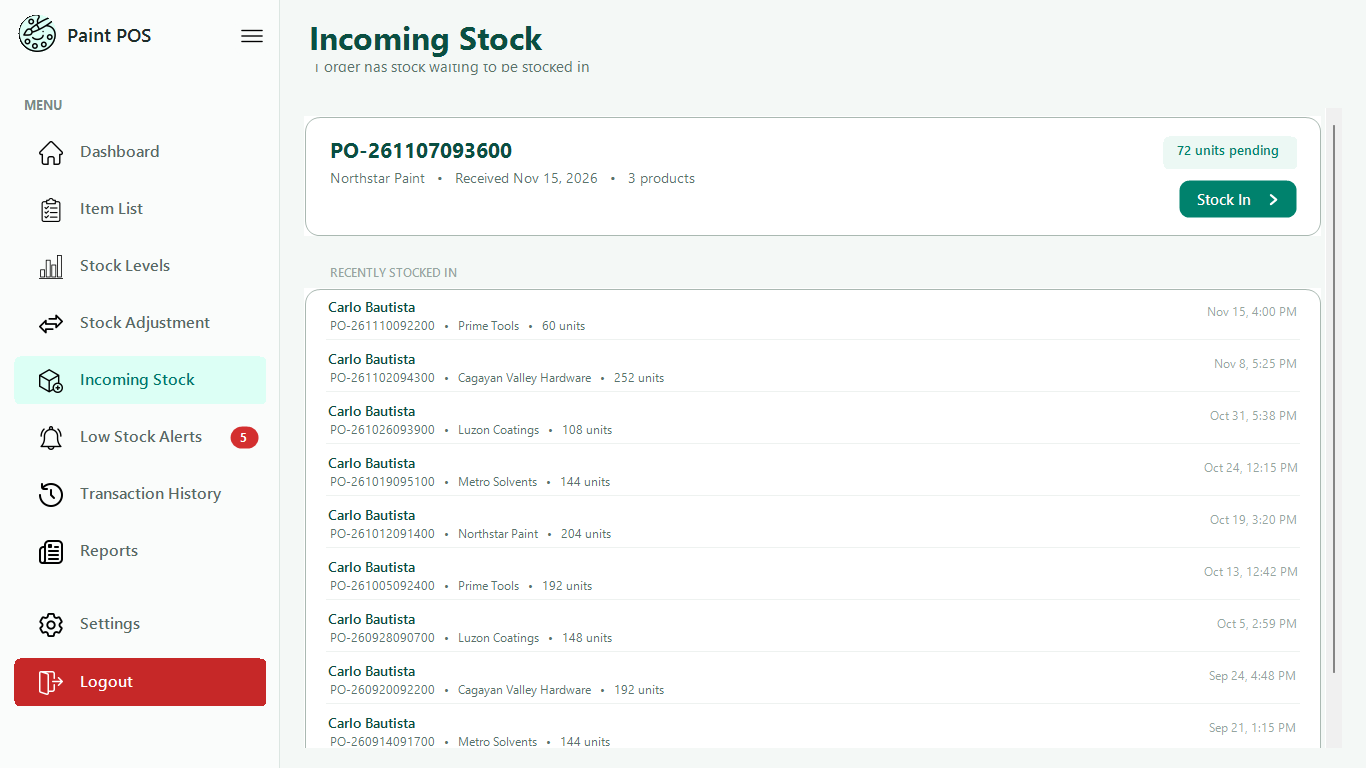 Paint POS
MENU
Dashboard
Item List
Stock Levels
Stock Adjustment
Incoming Stock
Low Stock Alerts 5
Transaction History
Reports
Settings
Logout
Incoming Stock
1 order has stock waiting to be stocked in
PO-261107093600
72 units pending
Northstar Paint • Received Nov 15, 2026 • 3 products
Stock In
RECENTLY STOCKED IN
Carlo Bautista
PO-261110092200 • Prime Tools • 60 units
Nov 15, 4:00 PM
Carlo Bautista
PO-261102094300 • Cagayan Valley Hardware • 252 units
Nov 8, 5:25 PM
Carlo Bautista
PO-261026093900 • Luzon Coatings • 108 units
Oct 31, 5:38 PM
Carlo Bautista
PO-261019095100 • Metro Solvents • 144 units
Oct 24, 12:15 PM
Carlo Bautista
PO-261012091400 • Northstar Paint • 204 units
Oct 19, 3:20 PM
Carlo Bautista
PO-261005092400 • Prime Tools • 192 units
Oct 13, 12:42 PM
Carlo Bautista
PO-260928090700 • Luzon Coatings • 148 units
Oct 5, 2:59 PM
Carlo Bautista
PO-260920092200 • Cagayan Valley Hardware • 192 units
Sep 24, 4:48 PM
Carlo Bautista
PO-260914091700 • Metro Solvents • 144 units
Sep 21, 1:15 PM